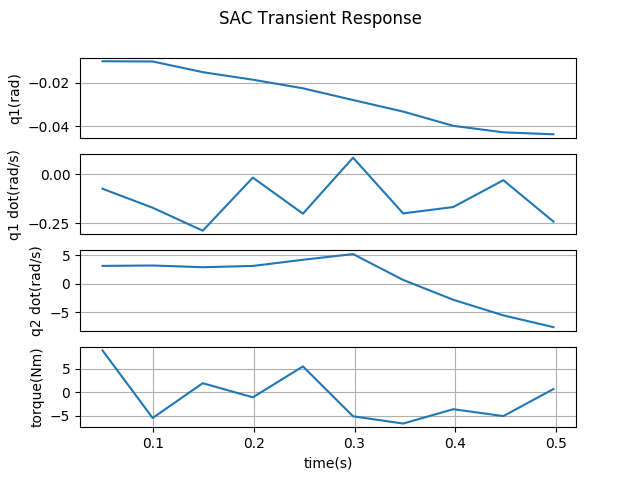 SAC Transient Response
q1(rad)
−0.02
−0.04
q1 dot(rad/s)
0.00
−0.25
q2 dot(rad/s)
5
0
−5
torque(Nm)
5
0
−5
0.1 0.2 0.3 0.4 0.5
time(s)